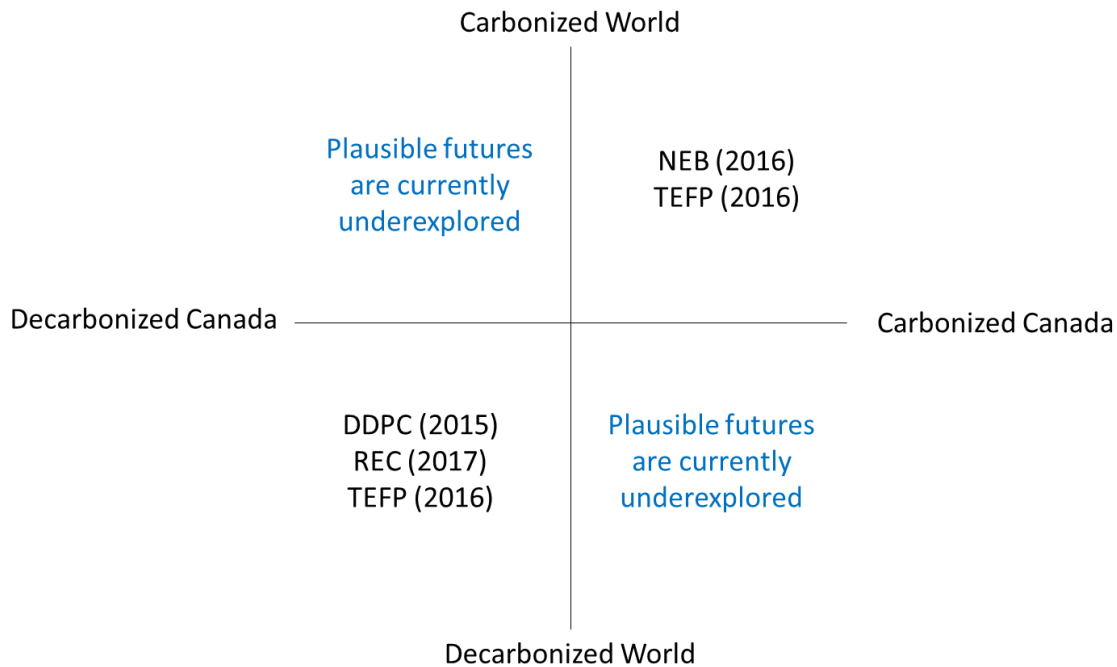 Carbonized World
Plausible futures
are currently
underexplored
NEB (2016)
TEFP (2016)
Decarbonized Canada
Carbonized Canada
DDPC (2015)
REC (2017)
TEFP (2016)
Plausible futures
are currently
underexplored
Decarbonized World